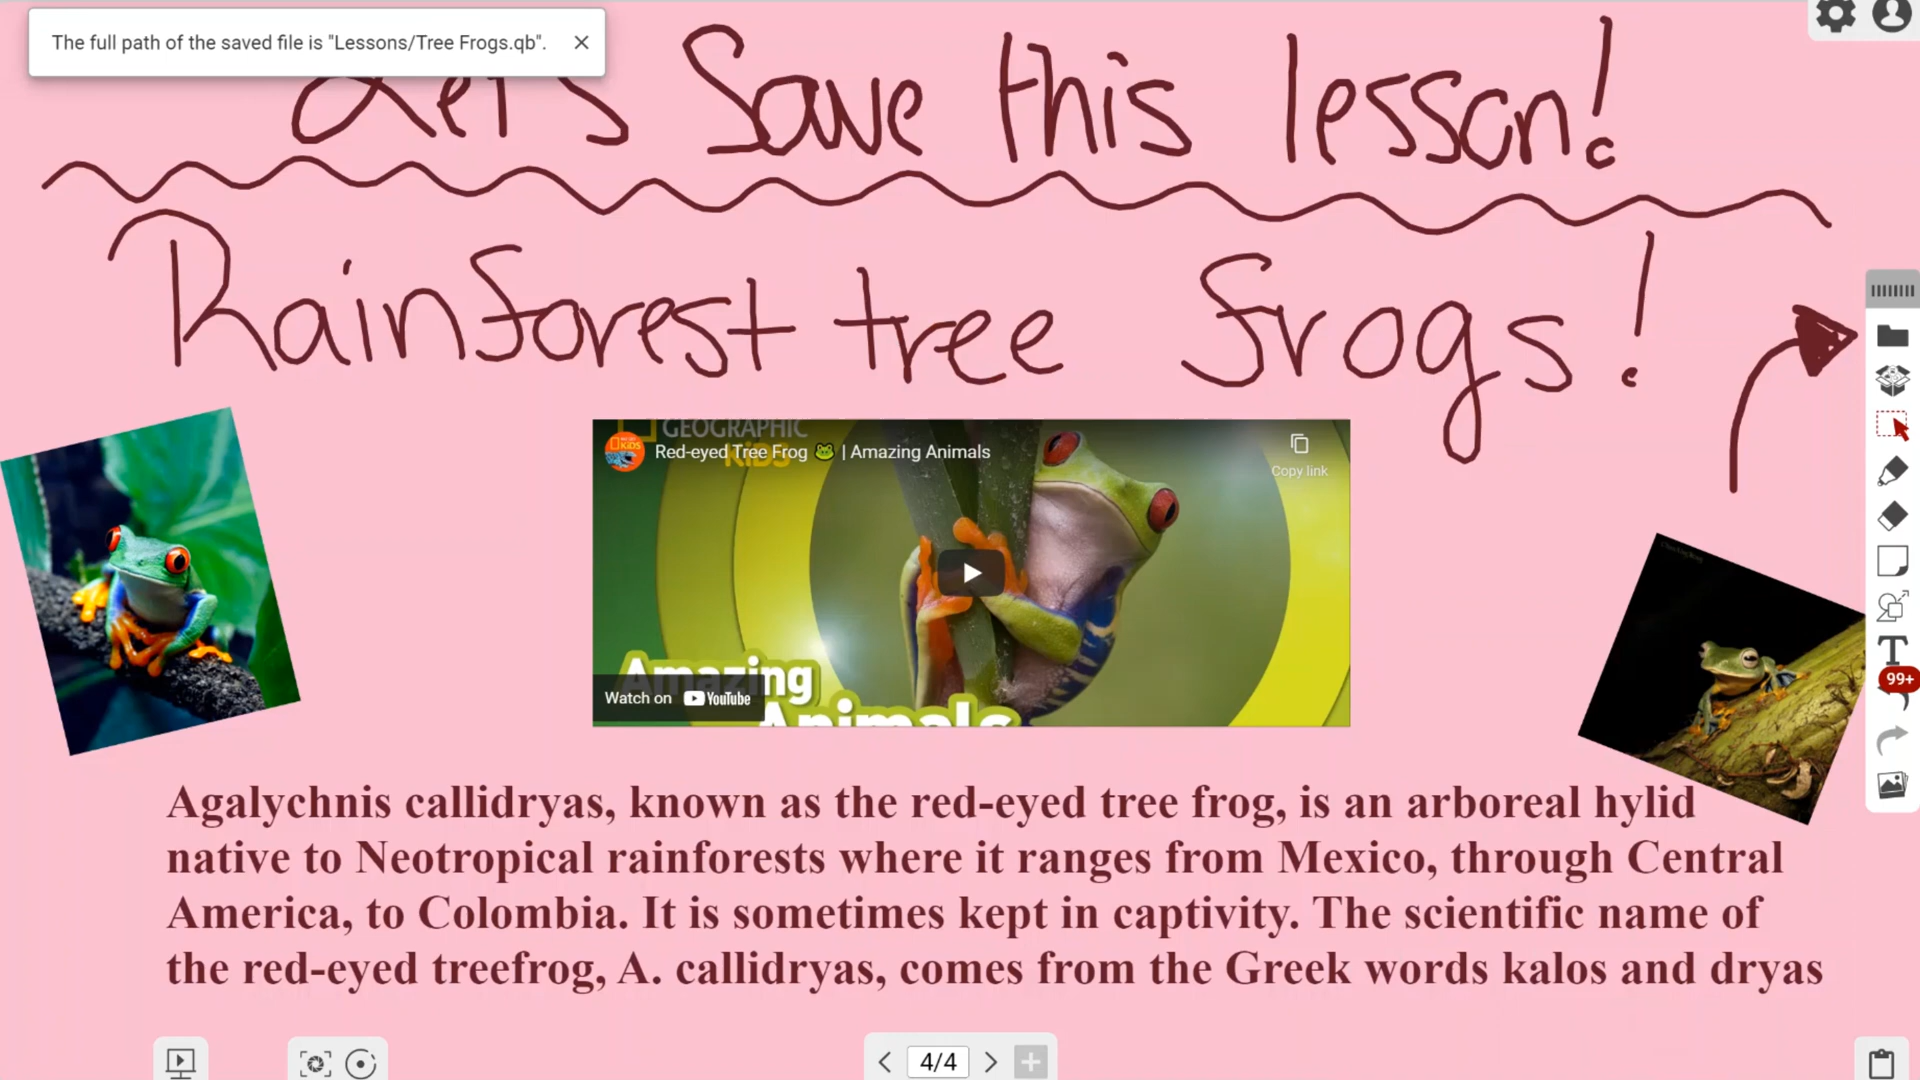 The full path of the saved file is "Lessons/Tree Frogs.qb".
Let's Save this lesson!
Rainforest tree frogs!
GEOGRAPHIC
KiDS
Red-eyed Tree Frog 🐸 | Amazing Animals
Copy link
Amazing
Watch on YouTube
Animals
99+
Agalychnis callidryas, known as the red-eyed tree frog, is an arboreal hylid
native to Neotropical rainforests where it ranges from Mexico, through Central
America, to Colombia. It is sometimes kept in captivity. The scientific name of
the red-eyed treefrog, A. callidryas, comes from the Greek words kalos and dryas
4/4